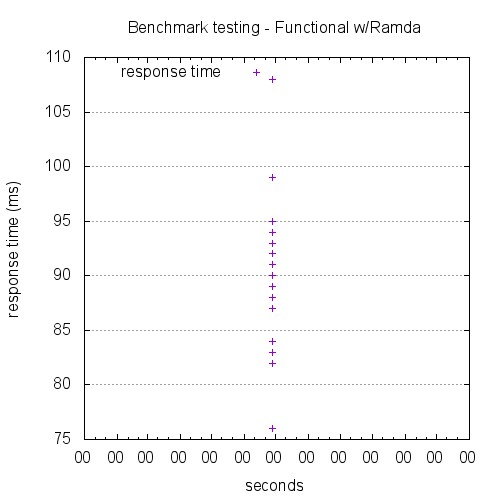 Benchmark testing - Functional w/Ramda
response time
110
105
100
95
90
85
80
75
response time (ms)
00 00 00 00 00 00 00 00 00 00 00 00 00
seconds